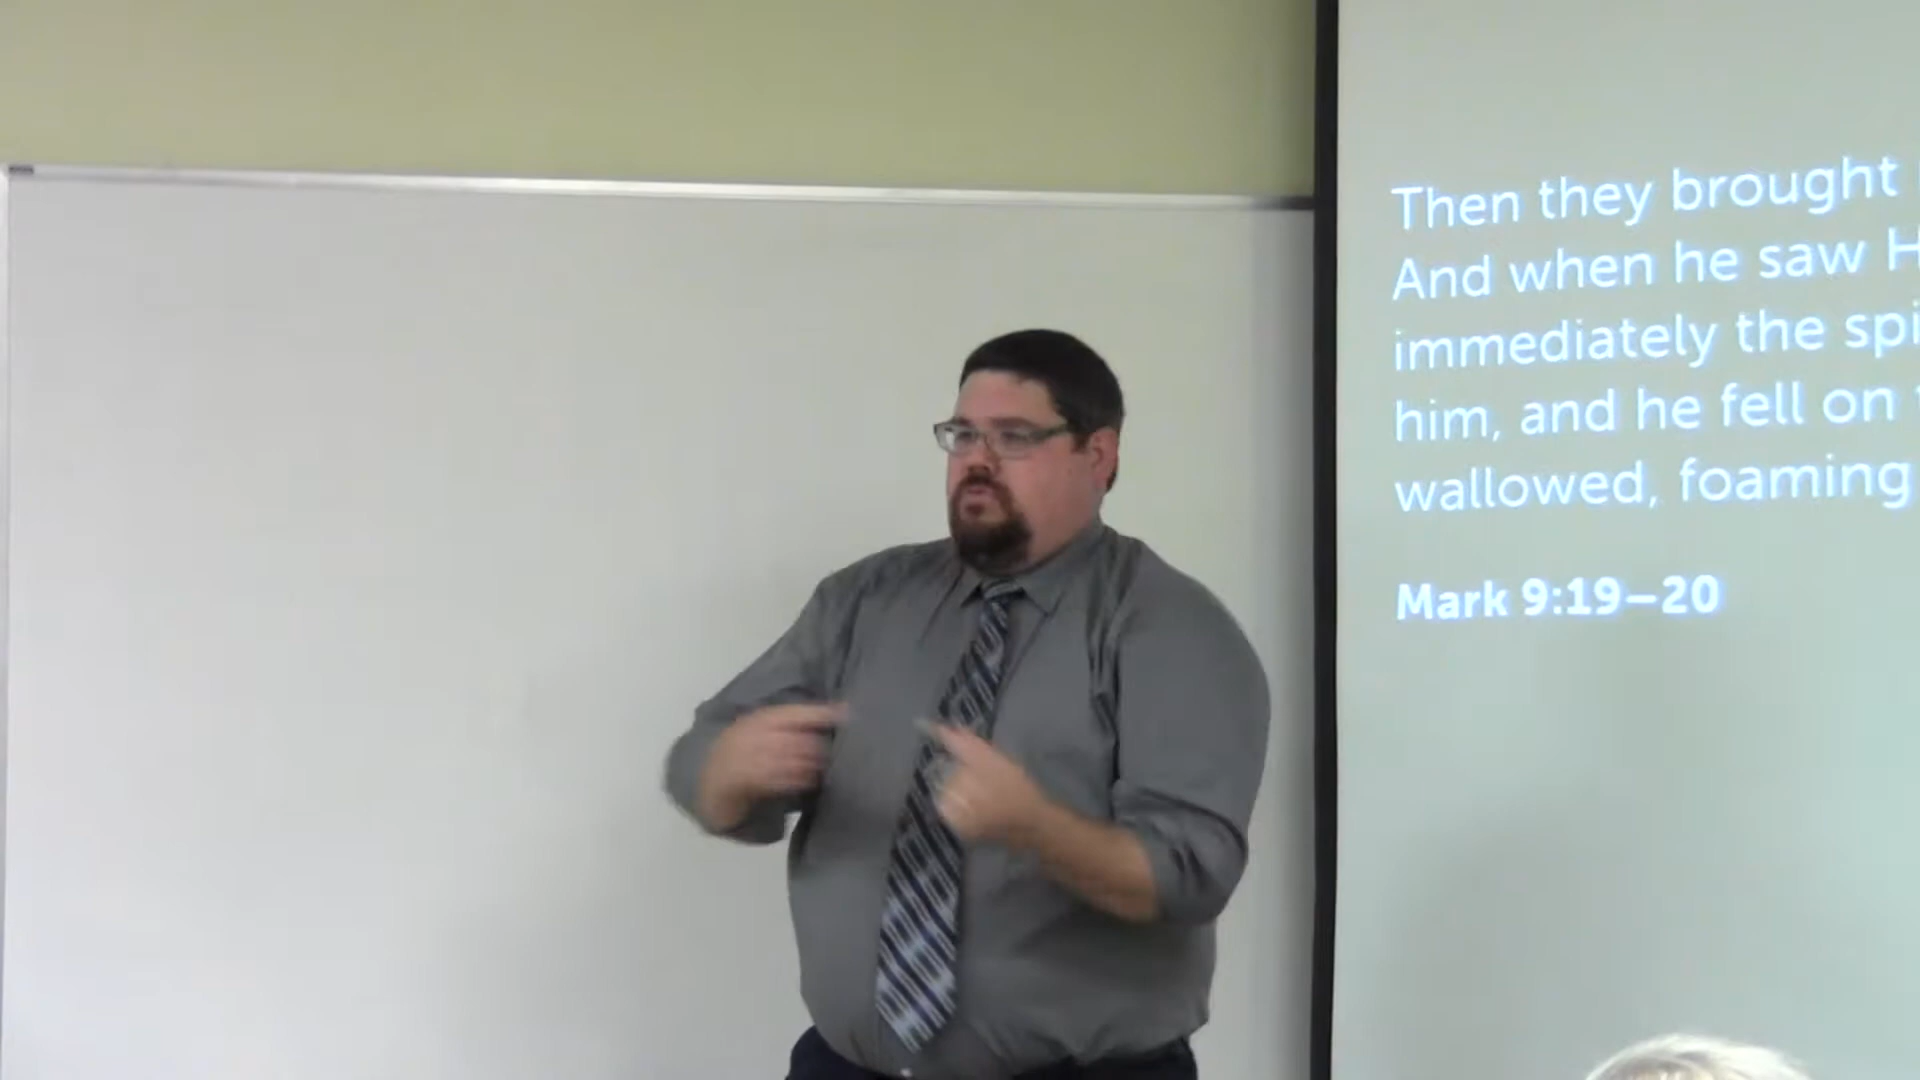 Then they brought
And when he saw H
immediately the spi
him, and he fell on
wallowed, foaming
Mark 9:19–20